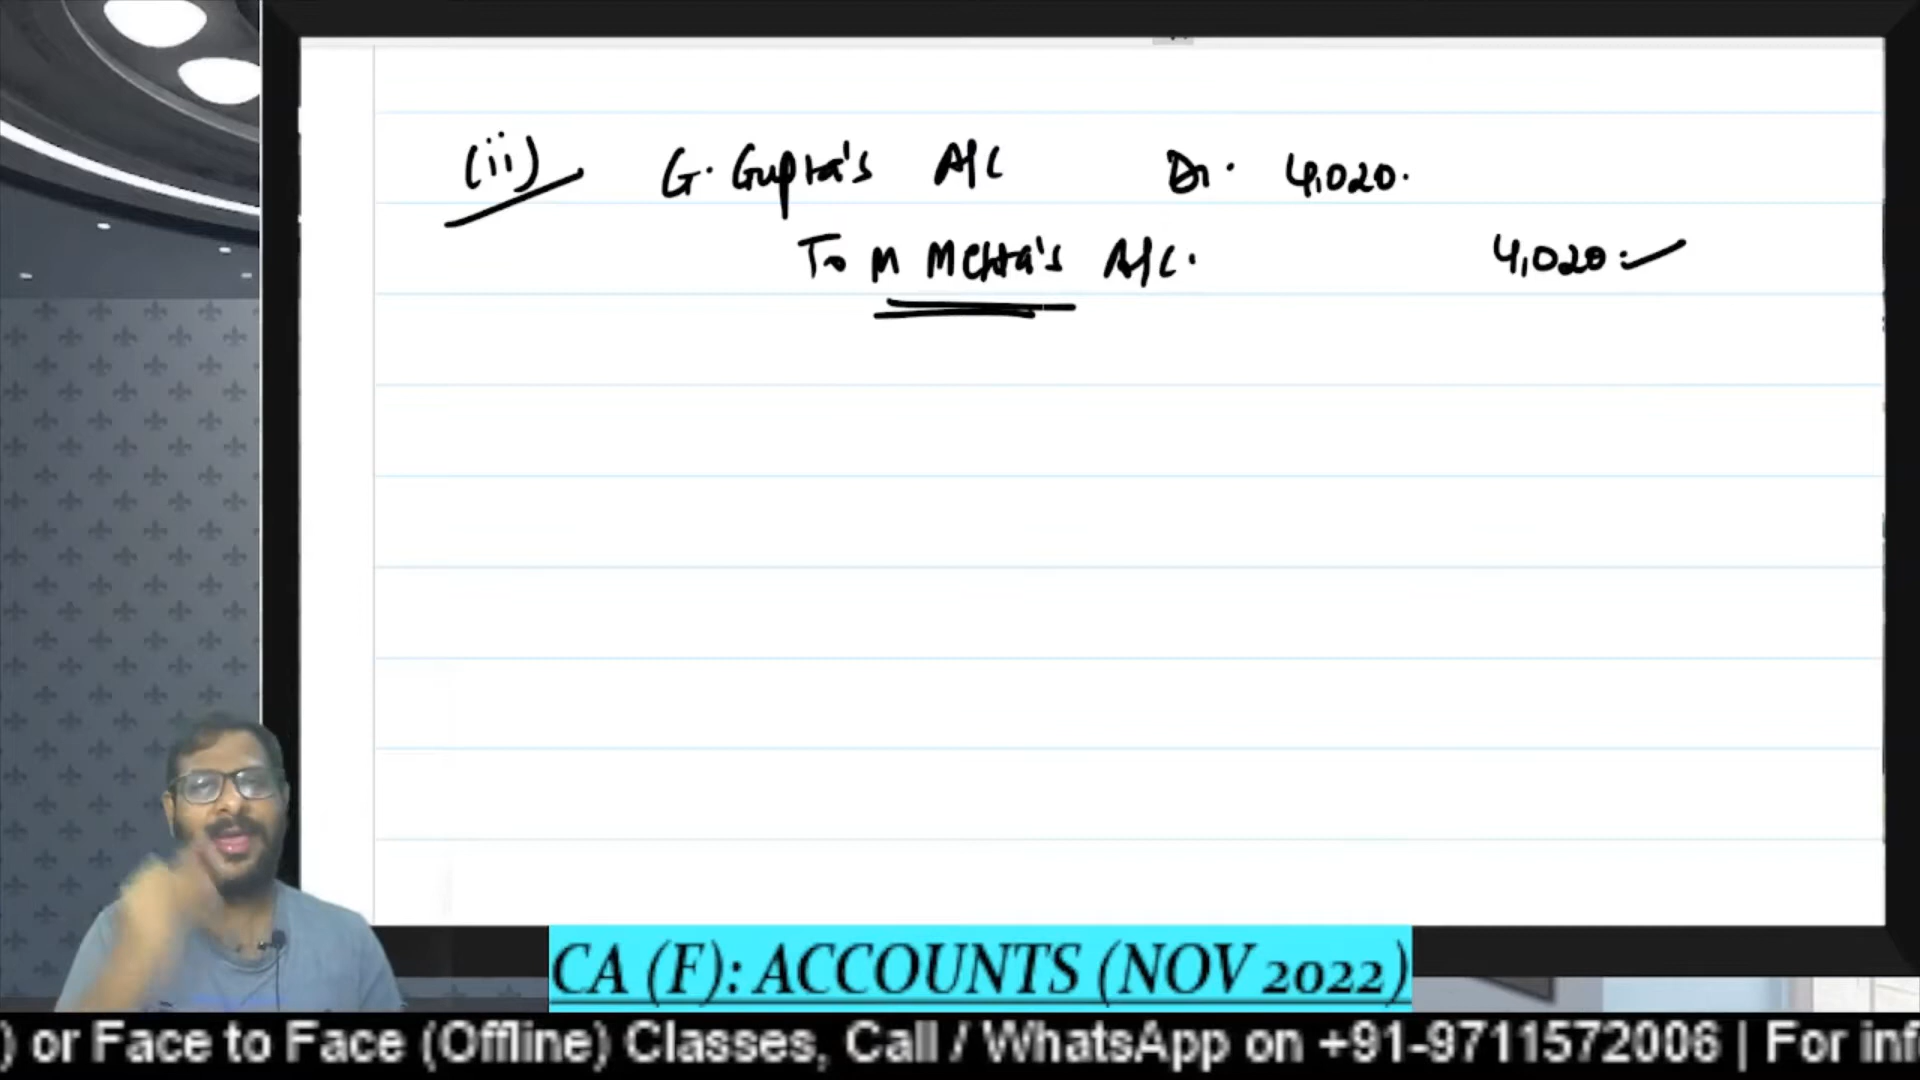 (ii) G. Gupta's A/C Dr. 4,020.
To M Mehta's A/C. 4,020.
CA (F): ACCOUNTS (NOV 2022)
) or Face to Face (Offline) Classes, Call / WhatsApp on +91-9711572006 | For inf